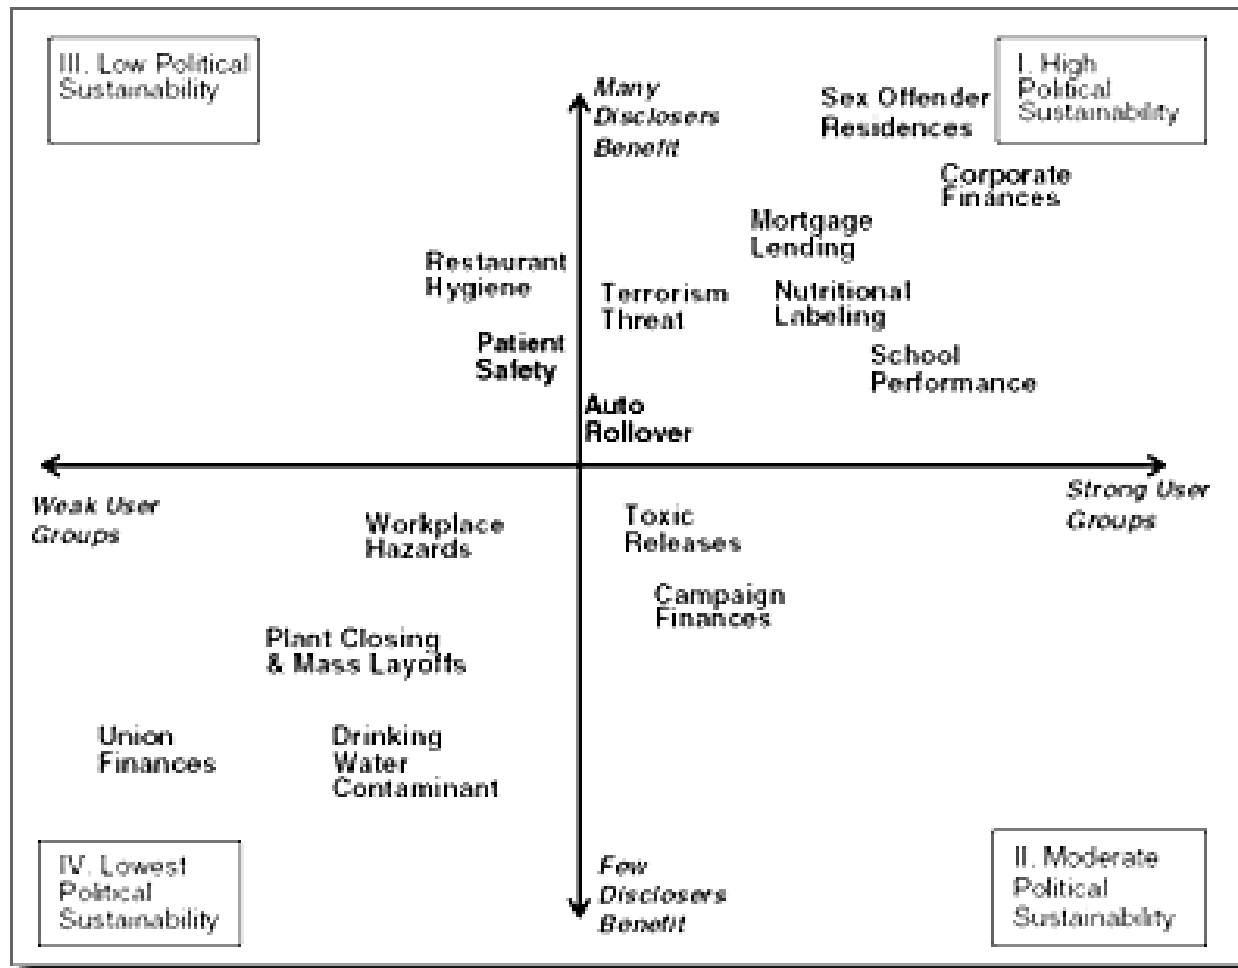 III. Low Political
Sustainability
I. High
Political
Sustainability
Many
Disclosers
Benefit
Sex Offender
Residences
Corporate
Finances
Mortgage
Lending
Restaurant
Hygiene
Terrorism
Threat
Nutritional
Labeling
Patient
Safety
School
Performance
Auto
Rollover
Weak User
Groups
Strong User
Groups
Workplace
Hazards
Toxic
Releases
Campaign
Finances
Plant Closing
& Mass Layoffs
Union
Finances
Drinking
Water
Contaminant
IV. Lowest
Political
Sustainability
Few
Disclosers
Benefit
II. Moderate
Political
Sustainability